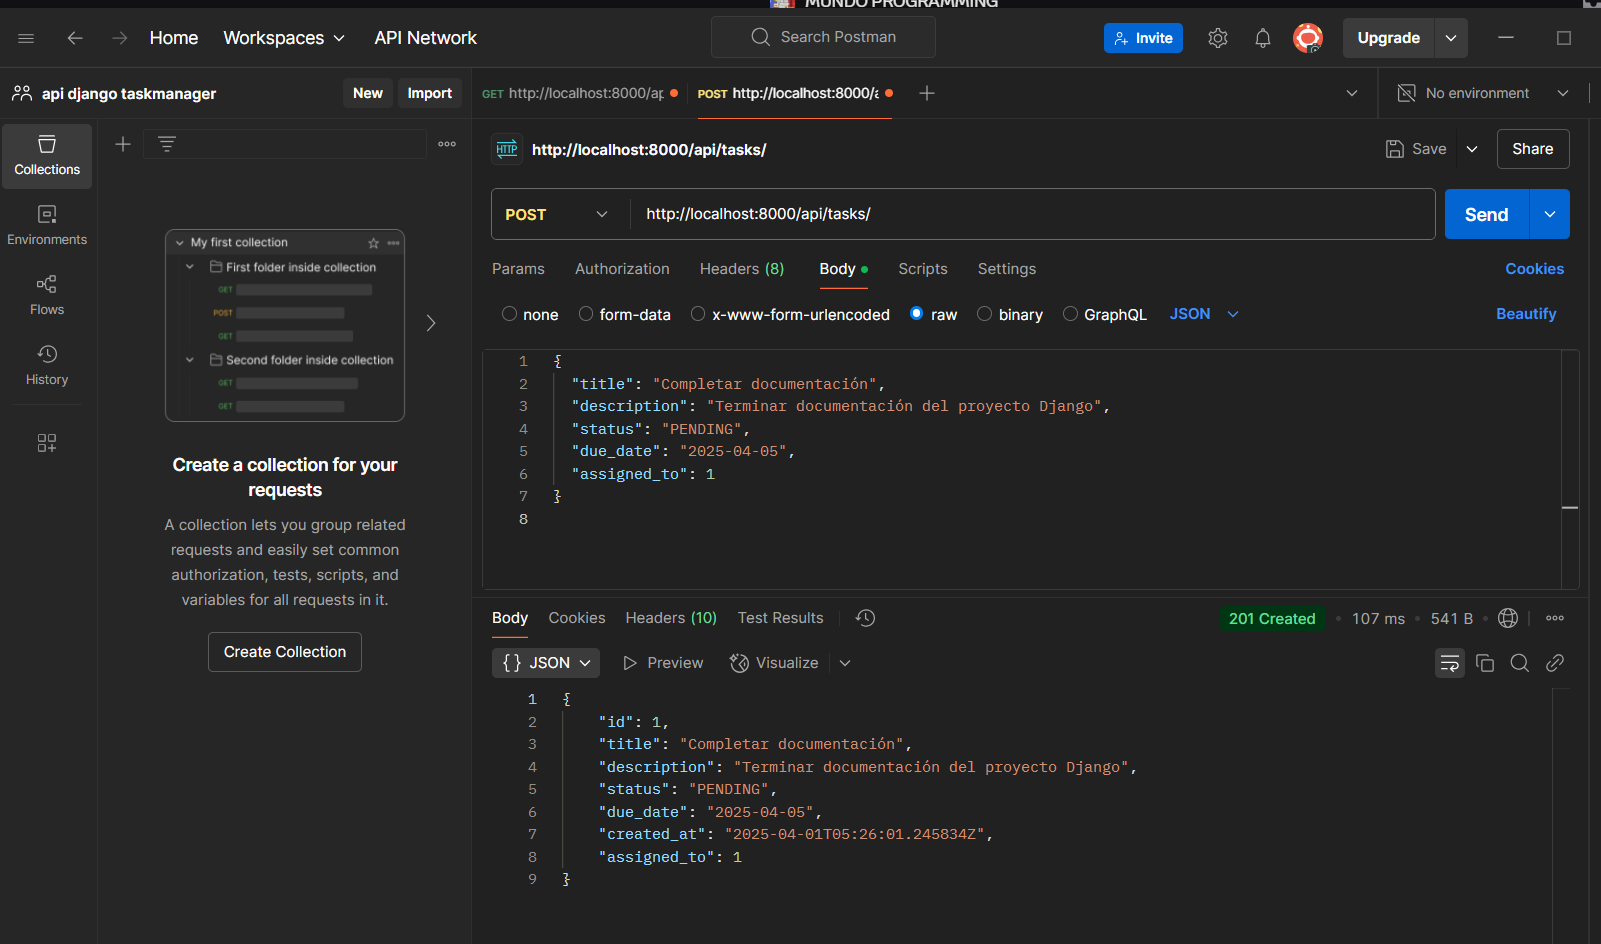 MUNDO PROGRAMMING
Home Workspaces API Network Search Postman Invite Upgrade
api django taskmanager New Import GET http://localhost:8000/ap POST http://localhost:8000/a No environment
Collections
Environments
Flows
History
My first collection
First folder inside collection
GET
POST
GET
Second folder inside collection
GET
GET
Create a collection for your
requests
A collection lets you group related
requests and easily set common
authorization, tests, scripts, and
variables for all requests in it.
Create Collection
HTTP http://localhost:8000/api/tasks/ Save Share
POST http://localhost:8000/api/tasks/ Send
Params Authorization Headers (8) Body Scripts Settings Cookies
none form-data x-www-form-urlencoded raw binary GraphQL JSON Beautify
1 {
2 "title": "Completar documentación",
3 "description": "Terminar documentación del proyecto Django",
4 "status": "PENDING",
5 "due_date": "2025-04-05",
6 "assigned_to": 1
7 }
8
Body Cookies Headers (10) Test Results 201 Created 107 ms 541 B
{} JSON Preview Visualize
1 {
2 "id": 1,
3 "title": "Completar documentación",
4 "description": "Terminar documentación del proyecto Django",
5 "status": "PENDING",
6 "due_date": "2025-04-05",
7 "created_at": "2025-04-01T05:26:01.245834Z",
8 "assigned_to": 1
9 }